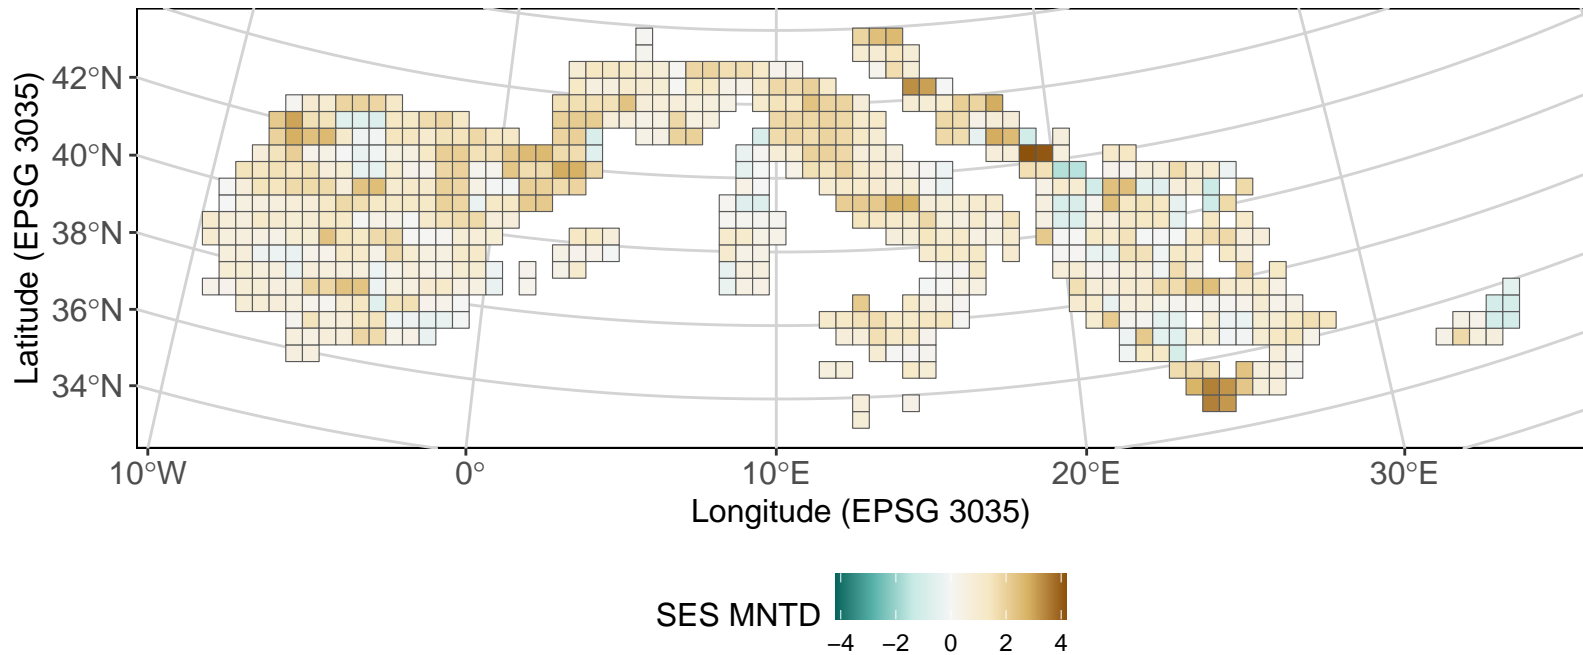 Latitude (EPSG 3035)
42°N
40°N
38°N
36°N
34°N
10°W 0° 10°E 20°E 30°E
Longitude (EPSG 3035)
SES MNTD
−4 −2 0 2 4